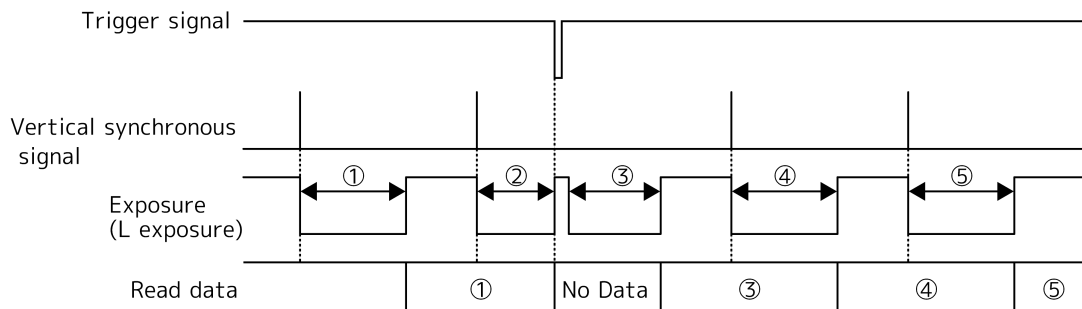 Trigger signal
Vertical synchronous
signal
① ② ③ ④ ⑤
Exposure
(L exposure)
Read data ① No Data ③ ④ ⑤